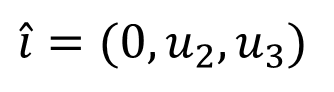 î = (0, u₂, u₃)